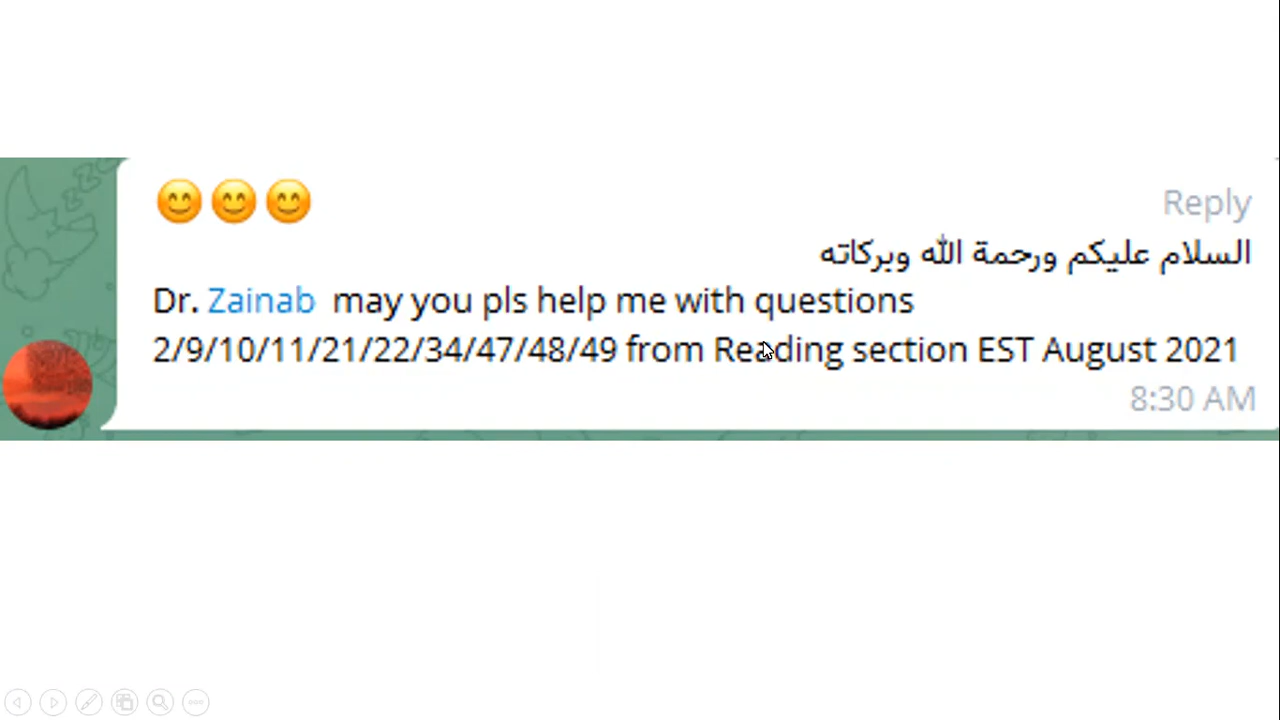 😊😊😊
Reply
السلام عليكم ورحمة الله وبركاته
Dr. Zainab may you pls help me with questions
2/9/10/11/21/22/34/47/48/49 from Reading section EST August 2021
8:30 AM